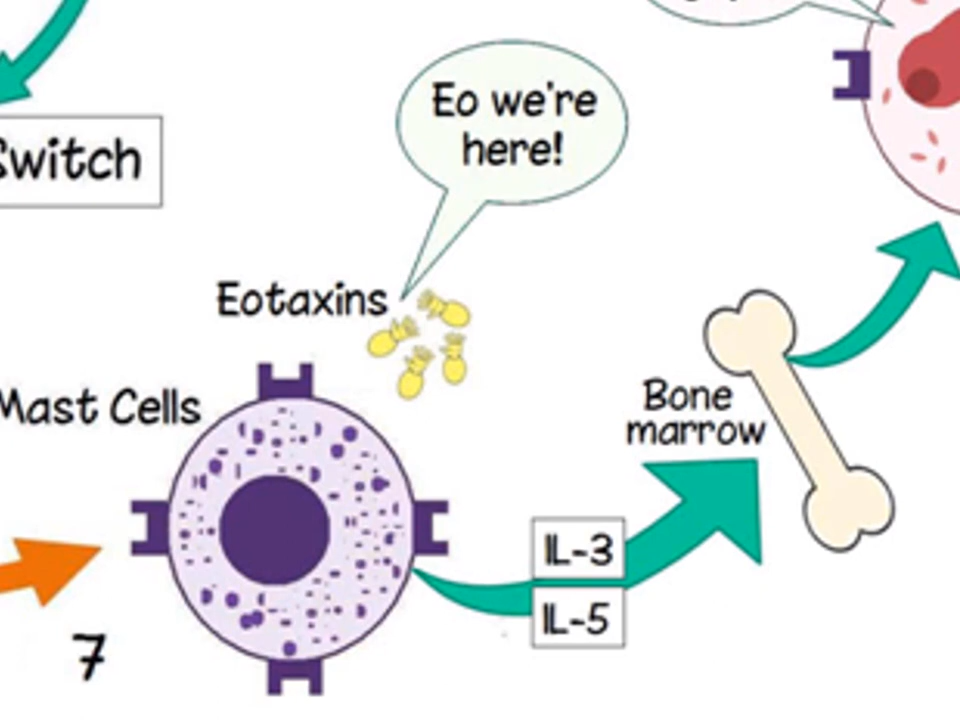 Eo we're
here!
Switch
Eotaxins
Mast Cells
Bone
marrow
IL-3
IL-5
7